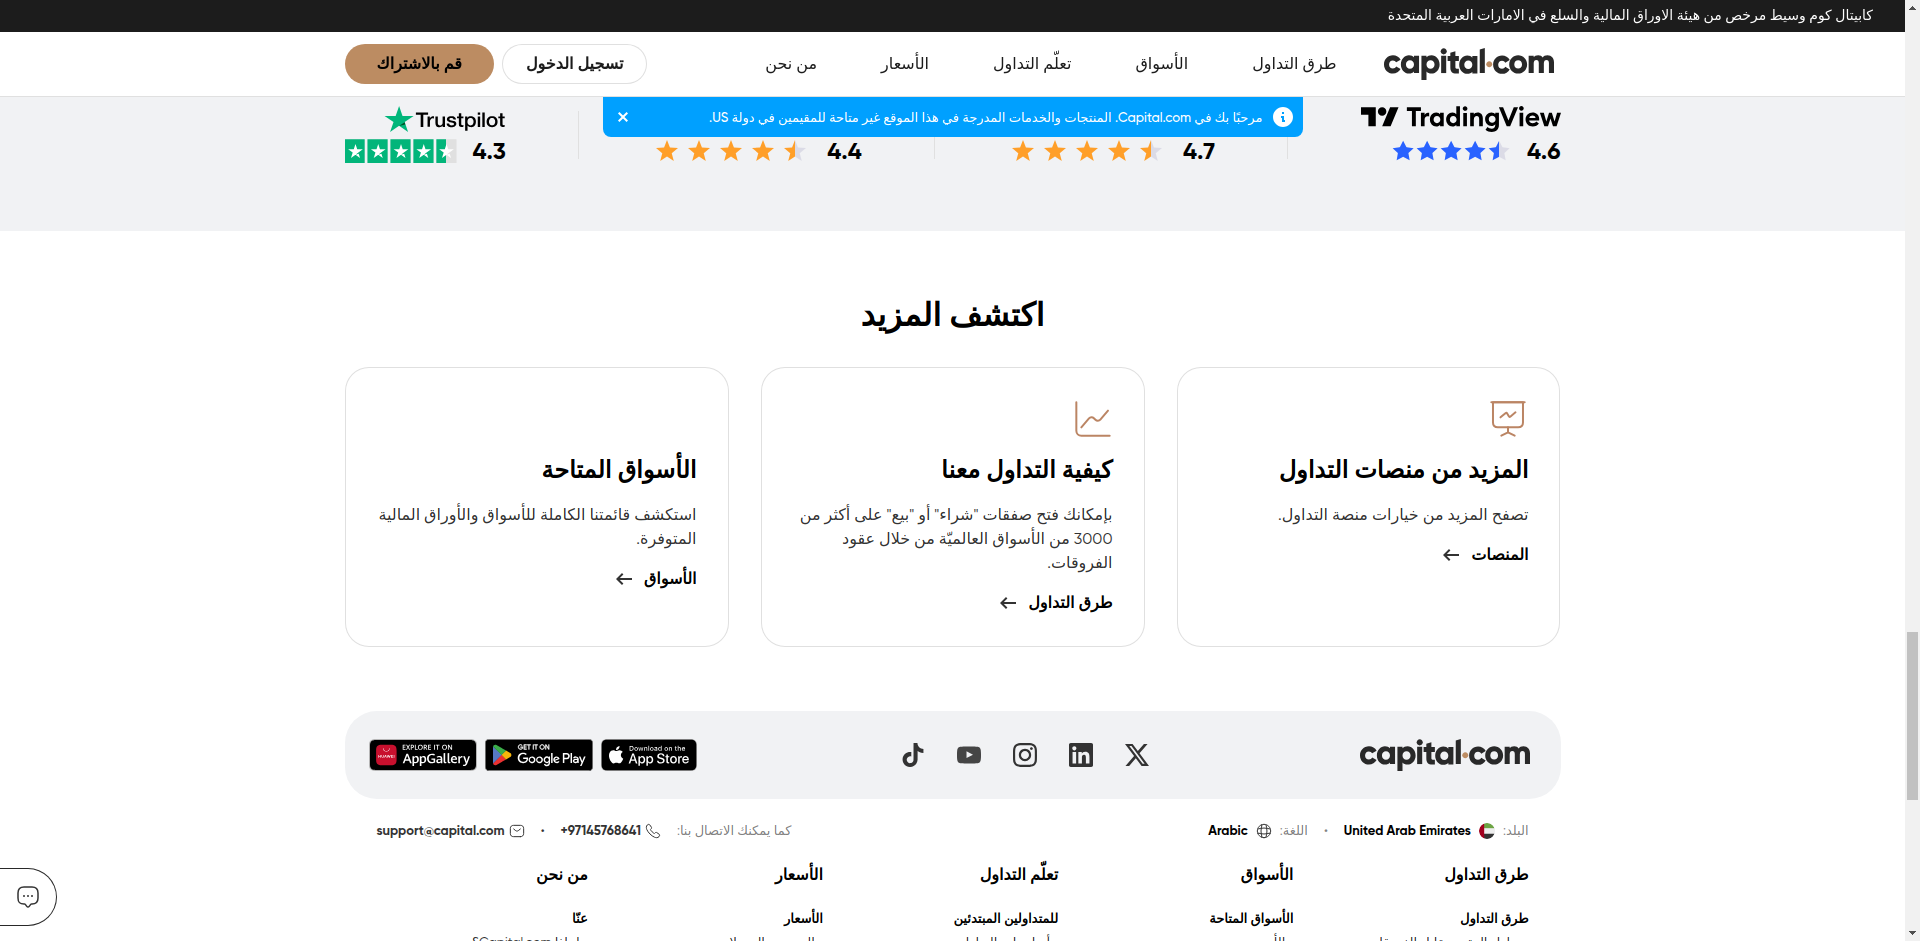 كابيتال كوم وسيط مرخص من هيئة الاوراق المالية والسلع في الامارات العربية المتحدة
capital.com
طرق التداول
الأسواق
تعلّم التداول
الأسعار
من نحن
تسجيل الدخول
قم بالاشتراك
مرحبًا بك في Capital.com. المنتجات والخدمات المدرجة في هذا الموقع غير متاحة للمقيمين في دولة US.
TradingView
4.6
4.7
4.4
Trustpilot
4.3
اكتشف المزيد
المزيد من منصات التداول
تصفح المزيد من خيارات منصة التداول.
المنصات
كيفية التداول معنا
بإمكانك فتح صفقات "شراء" أو "بيع" على أكثر من
3000 من الأسواق العالميّة من خلال عقود
الفروقات.
طرق التداول
الأسواق المتاحة
استكشف قائمتنا الكاملة للأسواق والأوراق المالية
المتوفرة.
الأسواق
capital.com
Download on the
App Store
GET IT ON
Google Play
EXPLORE IT ON
AppGallery
HUAWEI
البلد: United Arab Emirates • اللغة: Arabic
كما يمكنك الاتصال بنا: +97145768641 • support@capital.com
طرق التداول
الأسواق
تعلّم التداول
الأسعار
من نحن
طرق التداول
الأسواق المتاحة
للمتداولين المبتدئين
الأسعار
عنّا